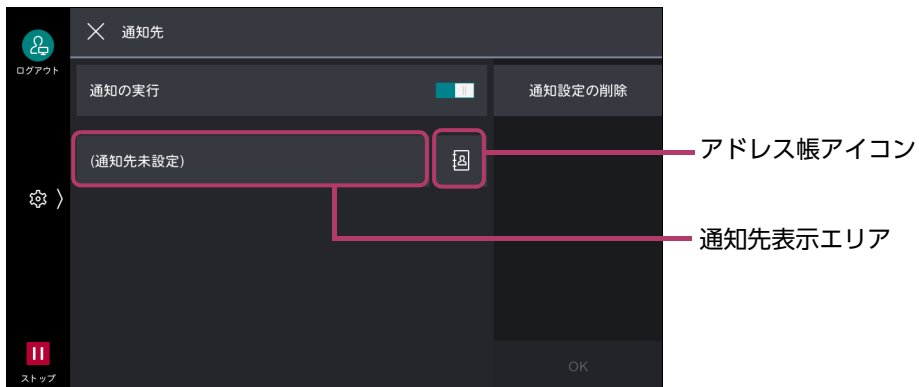 通知先
ログアウト
通知の実行
通知設定の削除
(通知先未設定)
アドレス帳アイコン
通知先表示エリア
OK
ストップ